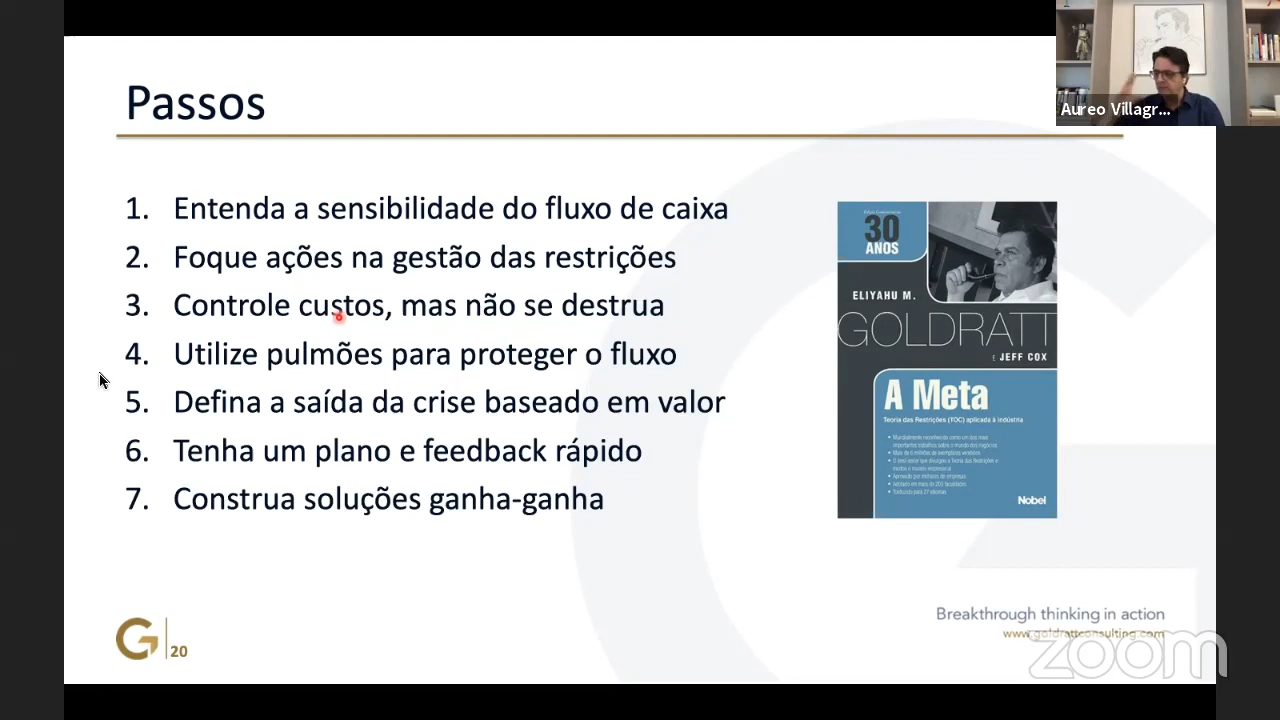 Passos
Aureo Villagr...
1. Entenda a sensibilidade do fluxo de caixa
2. Foque ações na gestão das restrições
3. Controle custos, mas não se destrua
4. Utilize pulmões para proteger o fluxo
5. Defina a saída da crise baseado em valor
6. Tenha um plano e feedback rápido
7. Construa soluções ganha-ganha
30
ANOS
ELIYAHU M.
GOLDRATT
E JEFF COX
A Meta
Teoria das Restrições (TOC) aplicada à indústria
Nobel
G 20
Breakthrough thinking in action
www.goldrattconsulting.com
zoom